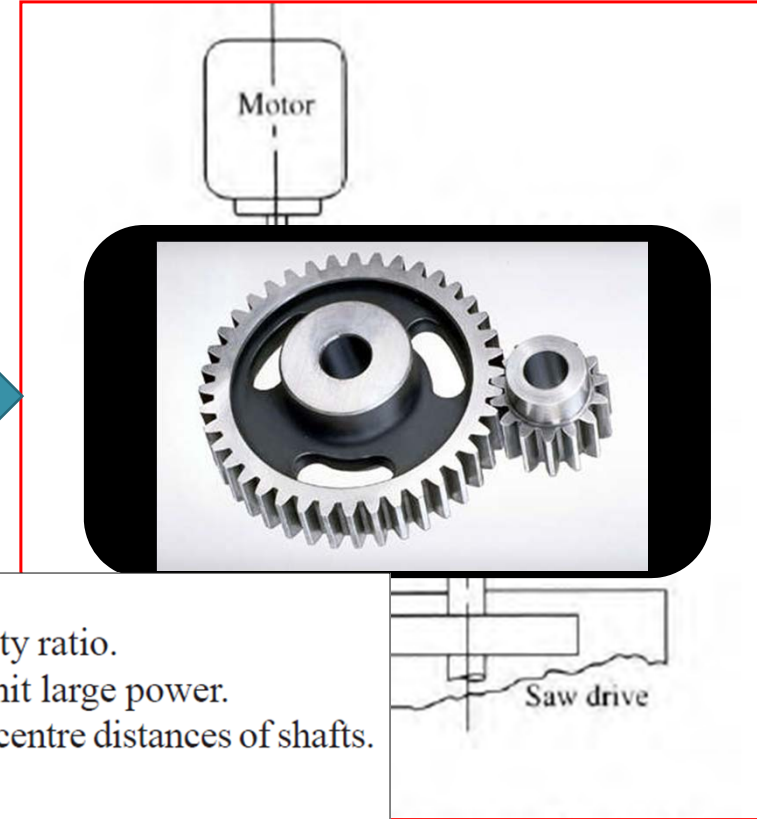 Motor
ty ratio.
nit large power.
centre distances of shafts.
Saw drive